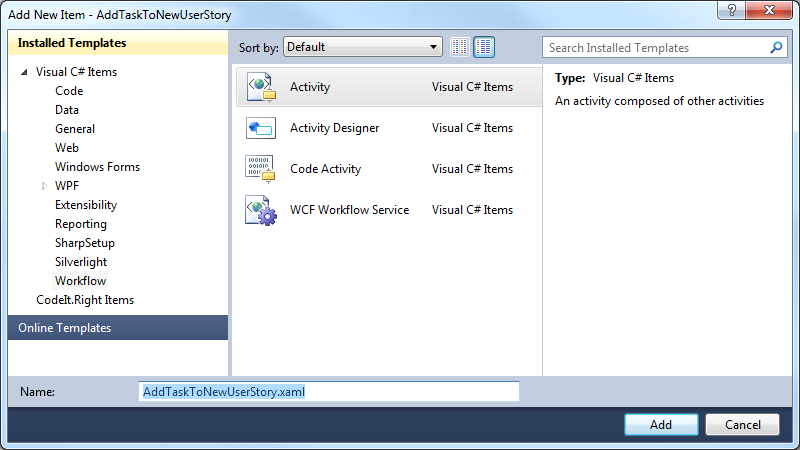 Add New Item - AddTaskToNewUserStory
Installed Templates
Visual C# Items
Code
Data
General
Web
Windows Forms
WPF
Extensibility
Reporting
SharpSetup
Silverlight
Workflow
CodeIt.Right Items
Online Templates
Sort by: Default
Activity Visual C# Items
Activity Designer Visual C# Items
Code Activity Visual C# Items
WCF Workflow Service Visual C# Items
Search Installed Templates
Type: Visual C# Items
An activity composed of other activities
Name: AddTaskToNewUserStory.xaml
Add Cancel